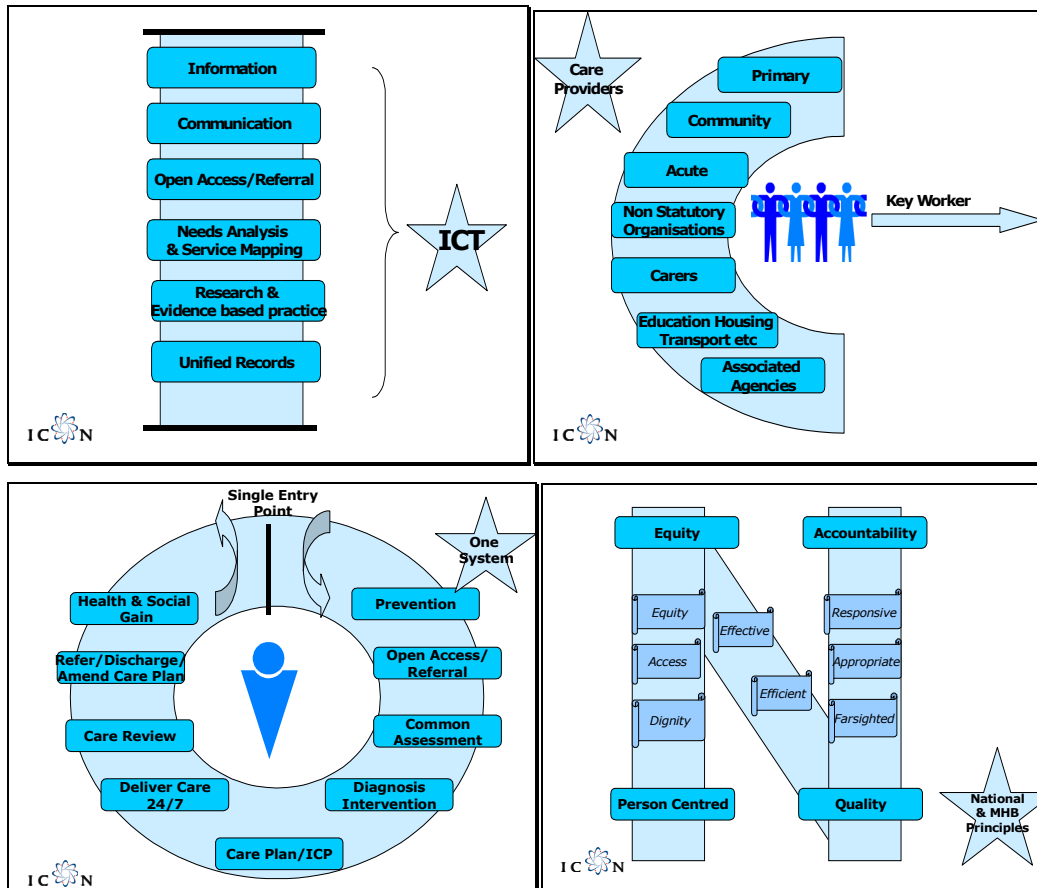 Information
Communication
Open Access/Referral
Needs Analysis
& Service Mapping
Research &
Evidence based practice
Unified Records
ICT
I C N
Care
Providers
Primary
Community
Acute
Non Statutory
Organisations
Carers
Education Housing
Transport etc
Associated
Agencies
Key Worker
I C N
Single Entry
Point
One
System
Health & Social
Gain
Prevention
Refer/Discharge/
Amend Care Plan
Open Access/
Referral
Care Review
Common
Assessment
Deliver Care
24/7
Diagnosis
Intervention
Care Plan/ICP
I C N
Equity
Accountability
Equity
Effective
Responsive
Access
Efficient
Appropriate
Dignity
Farsighted
Person Centred
Quality
National
& MHB
Principles
I C N